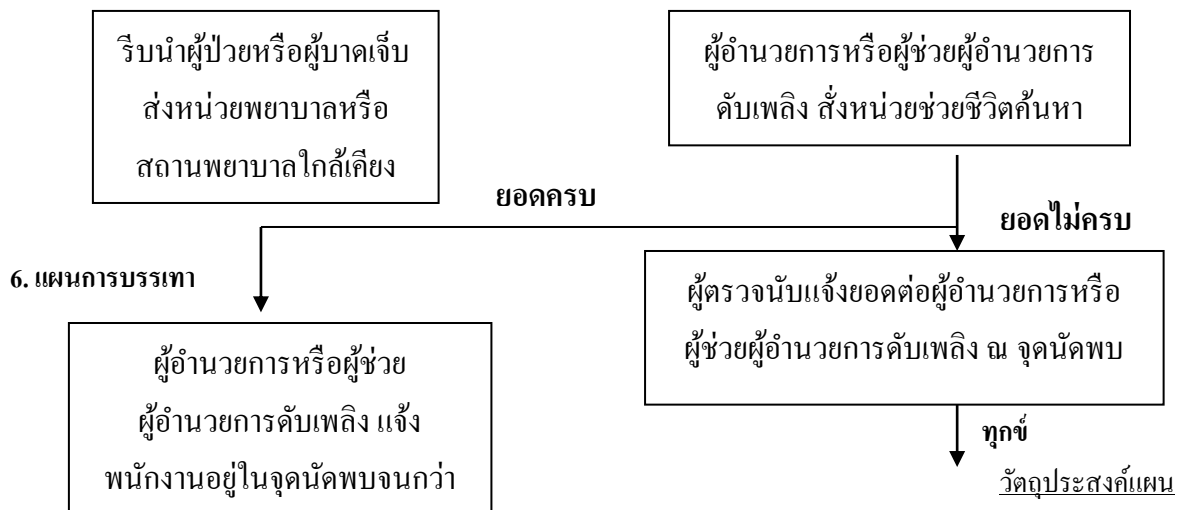 รีบนำผู้ป่วยหรือผู้บาดเจ็บ
ส่งหน่วยพยาบาลหรือ
สถานพยาบาลใกล้เคียง
ผู้อำนวยการหรือผู้ช่วยผู้อำนวยการ
ดับเพลิง สั่งหน่วยช่วยชีวิตค้นหา
ยอดครบ
ยอดไม่ครบ
6. แผนการบรรเทา
ผู้ตรวจนับแจ้งยอดต่อผู้อำนวยการหรือ
ผู้ช่วยผู้อำนวยการดับเพลิง ณ จุดนัดพบ
ผู้อำนวยการหรือผู้ช่วย
ผู้อำนวยการดับเพลิง แจ้ง
พนักงานอยู่ในจุดนัดพบจนกว่า
ทุกข์
วัตถุประสงค์แผน